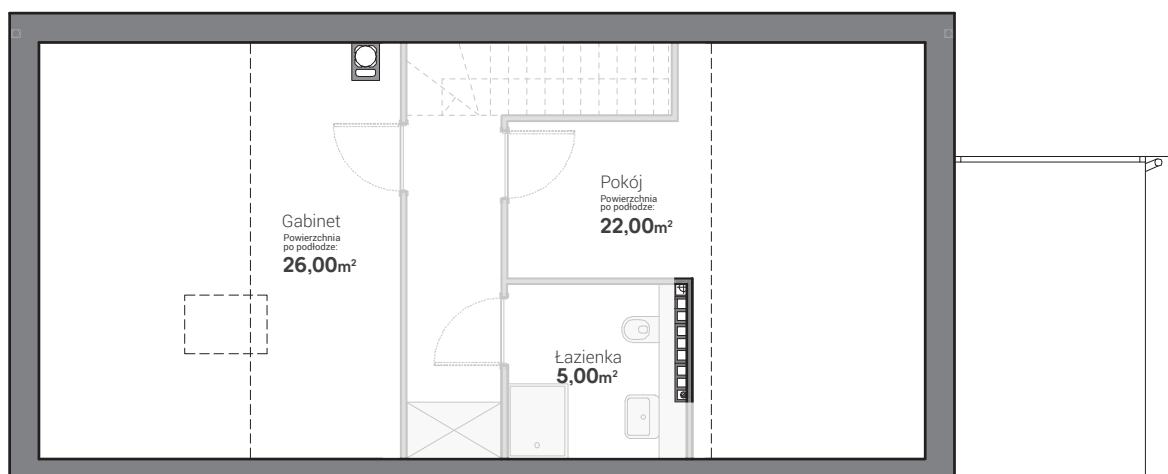 Pokój
Powierzchnia
po podłodze:
22,00m²
Gabinet
Powierzchnia
po podłodze:
26,00m²
Łazienka
5,00m²